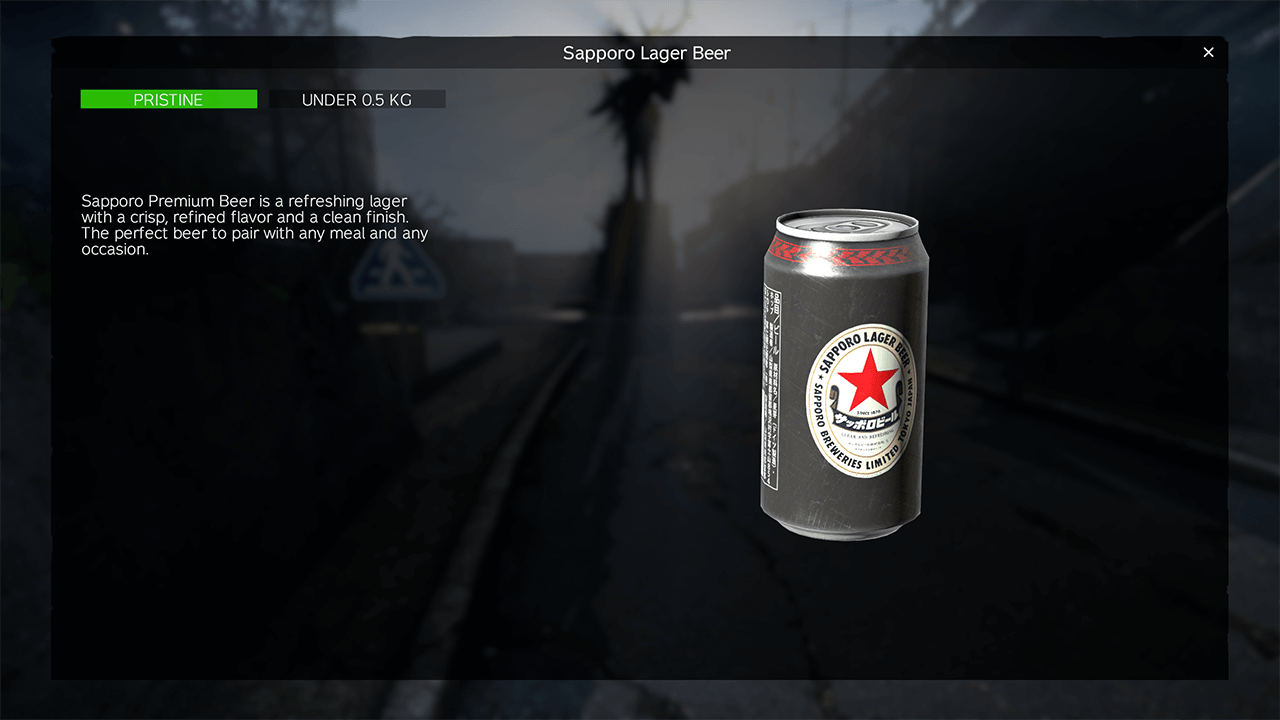 Sapporo Lager Beer
PRISTINE
UNDER 0.5 KG
Sapporo Premium Beer is a refreshing lager
with a crisp, refined flavor and a clean finish.
The perfect beer to pair with any meal and any
occasion.
SAPPORO LAGER BEER
SINCE 1876
サッポロビール
SAPPORO BREWERIES LIMITED TOKYO JAPAN